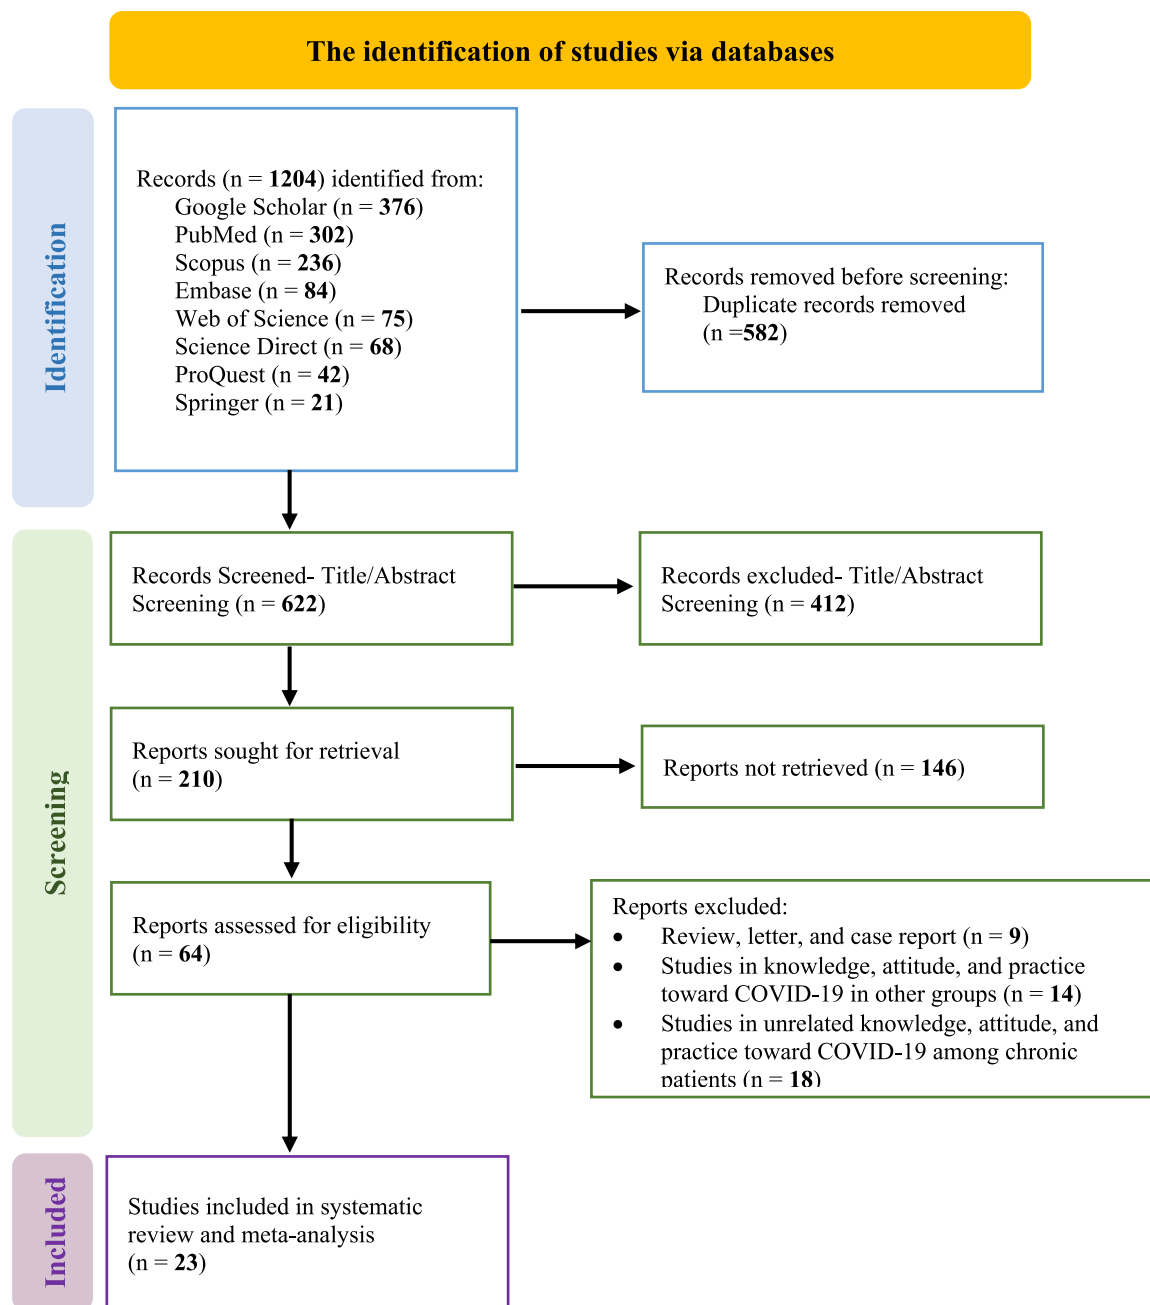 The identification of studies via databases
Identification
Records (n = 1204) identified from:
Google Scholar (n = 376)
PubMed (n = 302)
Scopus (n = 236)
Embase (n = 84)
Web of Science (n = 75)
Science Direct (n = 68)
ProQuest (n = 42)
Springer (n = 21)
Records removed before screening:
Duplicate records removed
(n =582)
Screening
Records Screened- Title/Abstract
Screening (n = 622)
Records excluded- Title/Abstract
Screening (n = 412)
Reports sought for retrieval
(n = 210)
Reports not retrieved (n = 146)
Reports assessed for eligibility
(n = 64)
Reports excluded:
• Review, letter, and case report (n = 9)
• Studies in knowledge, attitude, and practice
toward COVID-19 in other groups (n = 14)
• Studies in unrelated knowledge, attitude, and
practice toward COVID-19 among chronic
patients (n = 18)
Included
Studies included in systematic
review and meta-analysis
(n = 23)